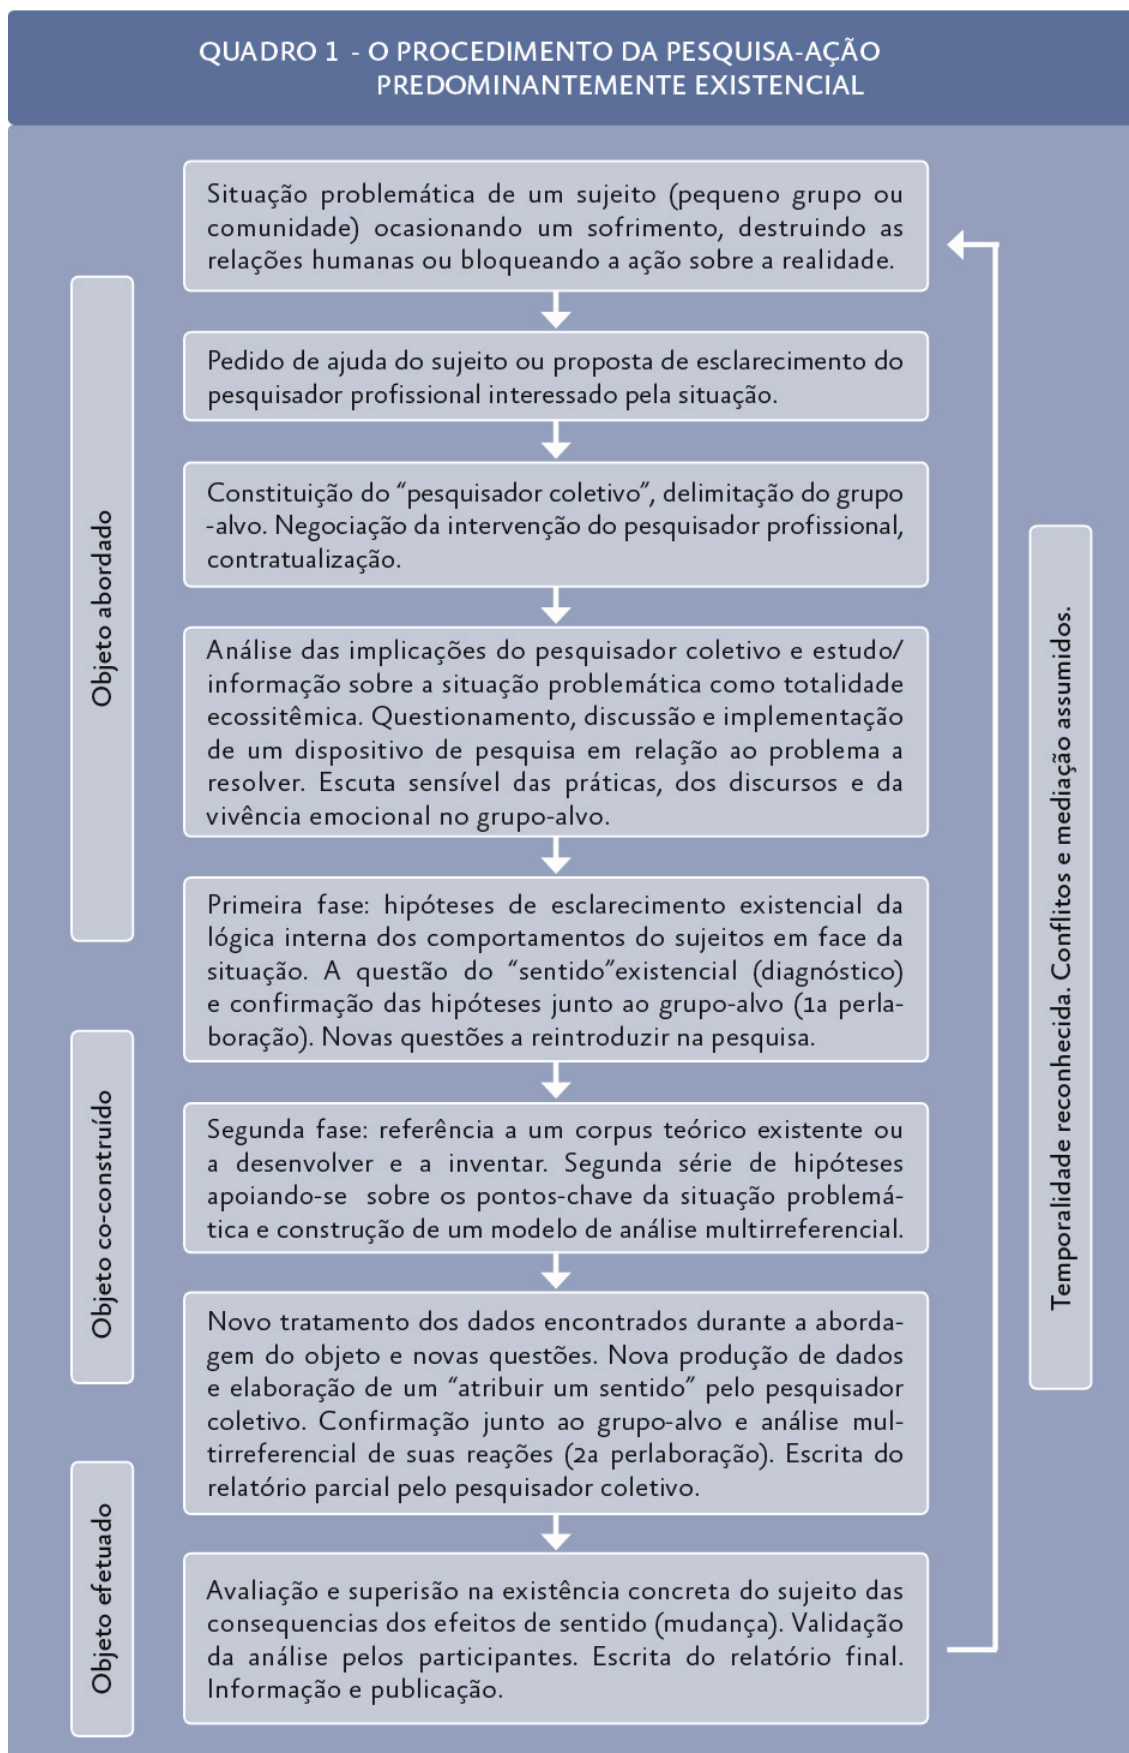 QUADRO 1 - O PROCEDIMENTO DA PESQUISA-AÇÃO
PREDOMINANTEMENTE EXISTENCIAL
Situação problemática de um sujeito (pequeno grupo ou
comunidade) ocasionando um sofrimento, destruindo as
relações humanas ou bloqueando a ação sobre a realidade.
Pedido de ajuda do sujeito ou proposta de esclarecimento do
pesquisador profissional interessado pela situação.
Constituição do “pesquisador coletivo”, delimitação do grupo
-alvo. Negociação da intervenção do pesquisador profissional,
contratualização.
Análise das implicações do pesquisador coletivo e estudo/
informação sobre a situação problemática como totalidade
ecossitêmica. Questionamento, discussão e implementação
de um dispositivo de pesquisa em relação ao problema a
resolver. Escuta sensível das práticas, dos discursos e da
vivência emocional no grupo-alvo.
Objeto abordado
Primeira fase: hipóteses de esclarecimento existencial da
lógica interna dos comportamentos do sujeitos em face da
situação. A questão do “sentido”existencial (diagnóstico)
e confirmação das hipóteses junto ao grupo-alvo (1a perla-
boração). Novas questões a reintroduzir na pesquisa.
Segunda fase: referência a um corpus teórico existente ou
a desenvolver e a inventar. Segunda série de hipóteses
apoiando-se sobre os pontos-chave da situação problemá-
tica e construção de um modelo de análise multirreferencial.
Objeto co-construído
Novo tratamento dos dados encontrados durante a aborda-
gem do objeto e novas questões. Nova produção de dados
e elaboração de um “atribuir um sentido” pelo pesquisador
coletivo. Confirmação junto ao grupo-alvo e análise mul-
tirreferencial de suas reações (2a perlaboração). Escrita do
relatório parcial pelo pesquisador coletivo.
Avaliação e superisão na existência concreta do sujeito das
consequencias dos efeitos de sentido (mudança). Validação
da análise pelos participantes. Escrita do relatório final.
Informação e publicação.
Objeto efetuado
Temporalidade reconhecida. Conflitos e mediação assumidos.